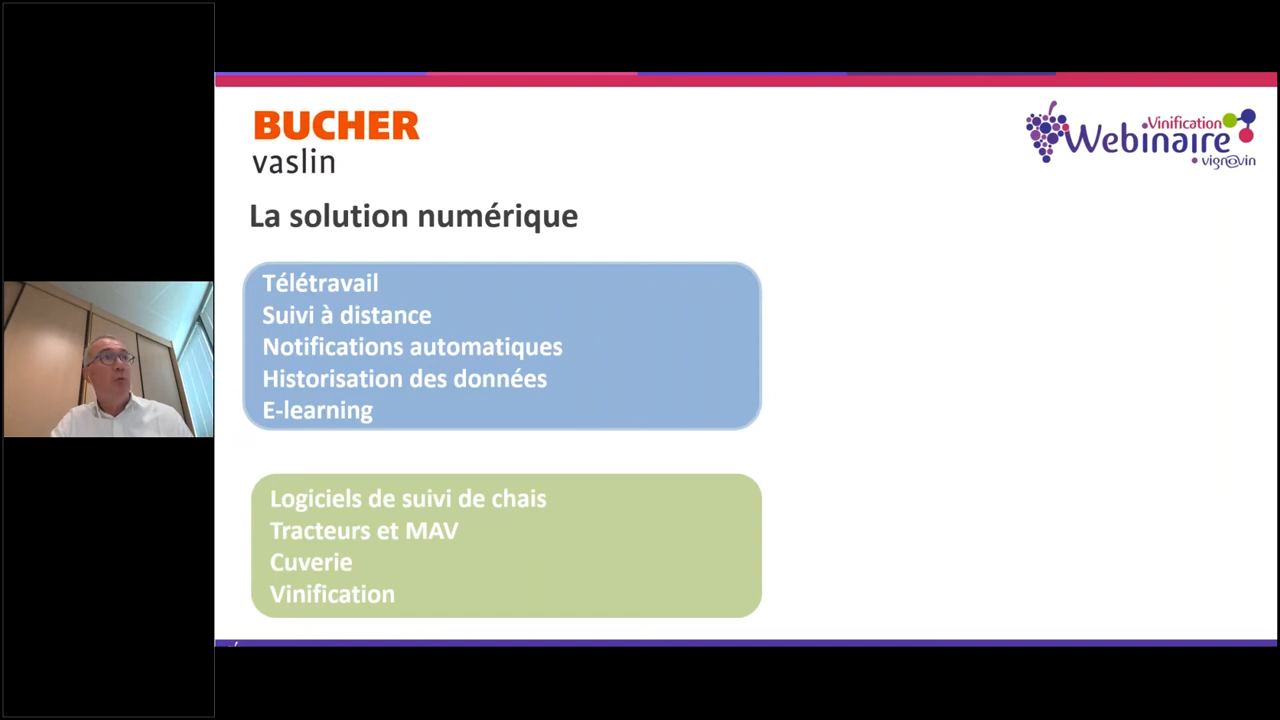 BUCHER
vaslin
Vinification
Webinaire
vign@vin
La solution numérique
Télétravail
Suivi à distance
Notifications automatiques
Historisation des données
E-learning
Logiciels de suivi de chais
Tracteurs et MAV
Cuverie
Vinification